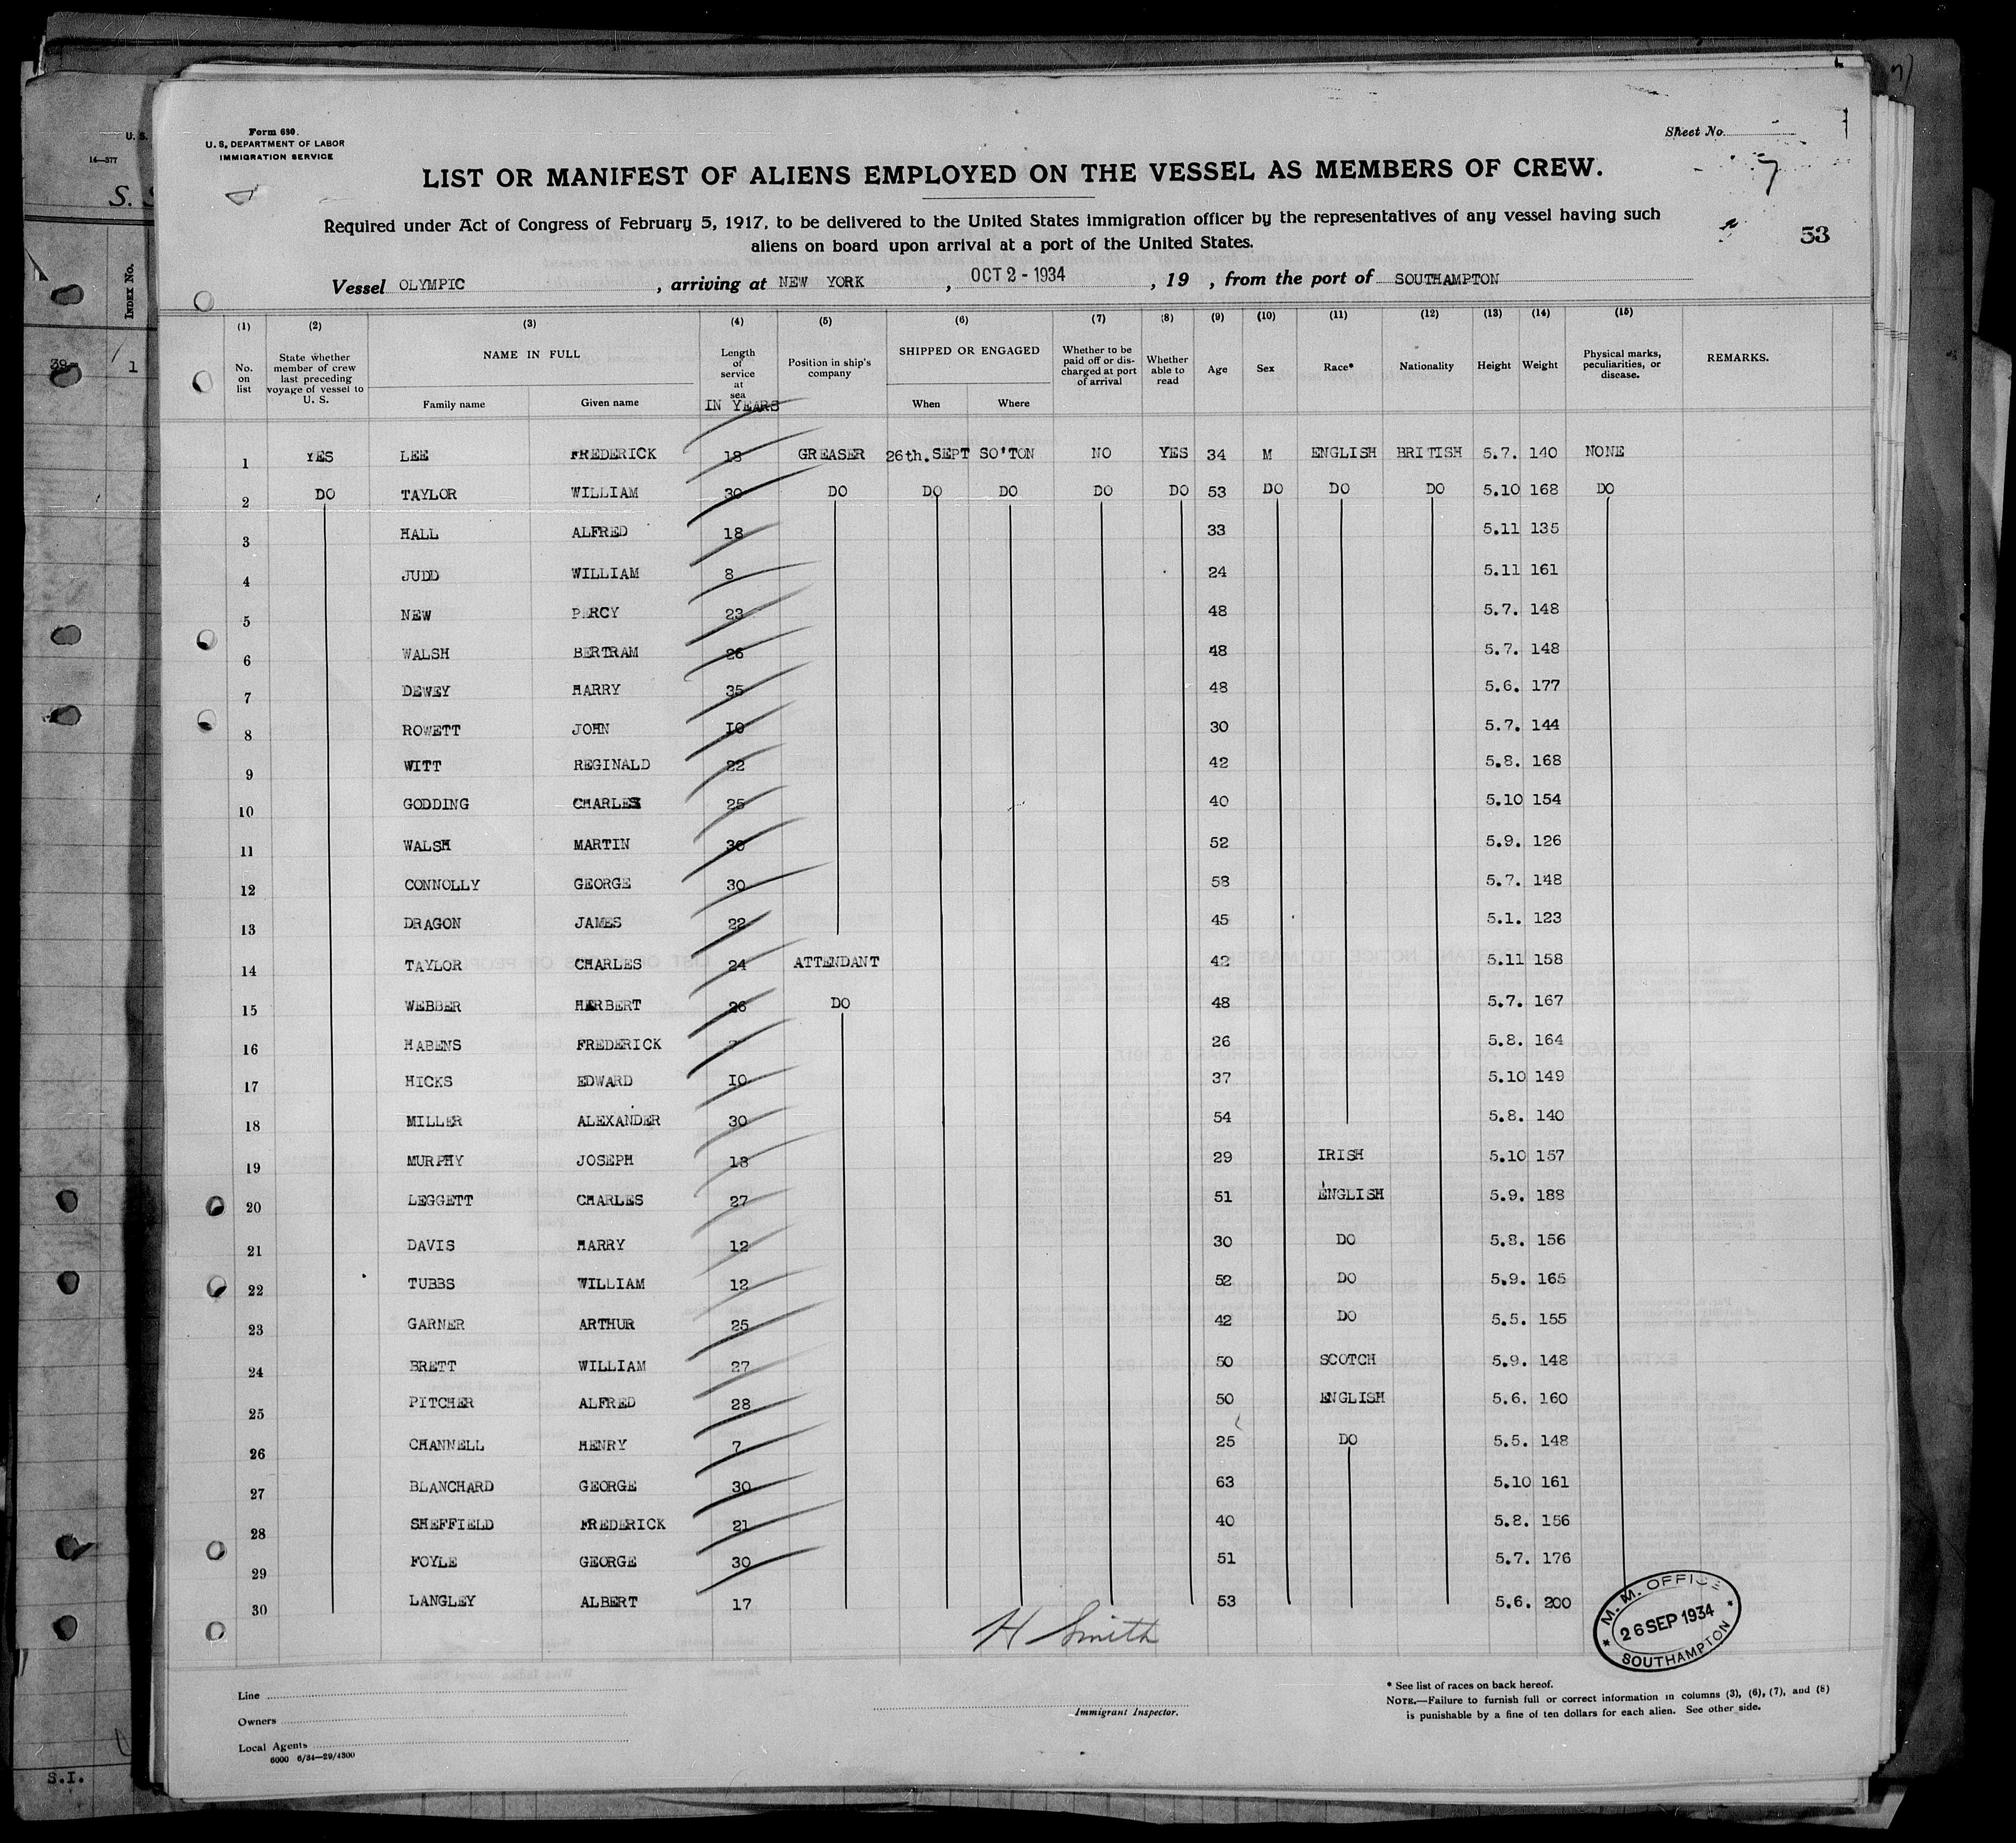 Form 680.
U. S. DEPARTMENT OF LABOR
IMMIGRATION SERVICE
Sheet No.
7
53
LIST OR MANIFEST OF ALIENS EMPLOYED ON THE VESSEL AS MEMBERS OF CREW.
Required under Act of Congress of February 5, 1917, to be delivered to the United States immigration officer by the representatives of any vessel having such
aliens on board upon arrival at a port of the United States.
Vessel OLYMPIC , arriving at NEW YORK , OCT 2 - 1934 , 19 , from the port of SOUTHAMPTON
(1) (2) (3) (4) (5) (6) (7) (8) (9) (10) (11) (12) (13) (14) (15)
No. on list State whether member of crew last preceding voyage of vessel to U. S. NAME IN FULL Family name Given name Length of service at sea IN YEARS Position in ship's company SHIPPED OR ENGAGED When Where Whether to be paid off or discharged at port of arrival Whether able to read Age Sex Race* Nationality Height Weight Physical marks, peculiarities, or disease. REMARKS.
1 YES LEE FREDERICK 18 GREASER 26th.SEPT SO'TON NO YES 34 M ENGLISH BRITISH 5.7. 140 NONE
2 DO TAYLOR WILLIAM 30 DO DO DO DO DO 53 DO DO DO 5.10 168 DO
3 HALL ALFRED 18 33 5.11 135
4 JUDD WILLIAM 8 24 5.11 161
5 NEW PERCY 23 48 5.7. 148
6 WALSH BERTRAM 26 48 5.7. 148
7 DEWEY HARRY 35 48 5.6. 177
8 ROWETT JOHN 10 30 5.7. 144
9 WITT REGINALD 22 42 5.8. 168
10 GODDING CHARLES 25 40 5.10 154
11 WALSH MARTIN 30 52 5.9. 126
12 CONNOLLY GEORGE 30 58 5.7. 148
13 DRAGON JAMES 22 45 5.1. 123
14 TAYLOR CHARLES 24 ATTENDANT 42 5.11 158
15 WEBBER HERBERT 26 DO 48 5.7. 167
16 HABENS FREDERICK 26 5.8. 164
17 HICKS EDWARD 10 37 5.10 149
18 MILLER ALEXANDER 30 54 5.8. 140
19 MURPHY JOSEPH 13 29 IRISH 5.10 157
20 LEGGETT CHARLES 27 51 ENGLISH 5.9. 188
21 DAVIS HARRY 12 30 DO 5.8. 156
22 TUBBS WILLIAM 12 52 DO 5.9. 165
23 GARNER ARTHUR 25 42 DO 5.5. 155
24 BRETT WILLIAM 27 50 SCOTCH 5.9. 148
25 PITCHER ALFRED 28 50 ENGLISH 5.6. 160
26 CHANNELL HENRY 7 25 DO 5.5. 148
27 BLANCHARD GEORGE 30 63 5.10 161
28 SHEFFIELD FREDERICK 21 40 5.8. 156
29 FOYLE GEORGE 30 51 5.7. 176
30 LANGLEY ALBERT 17 53 5.6. 200
H Smith
M. M. OFFICE
26 SEP 1934
SOUTHAMPTON
Line
Owners
Local Agents
6000 6/34—29/4300
Immigrant Inspector.
* See list of races on back hereof.
NOTE.—Failure to furnish full or correct information in columns (3), (6), (7), and (8)
is punishable by a fine of ten dollars for each alien. See other side.
U. S.
14—577
S. S
INDEX No.
1
S.I.